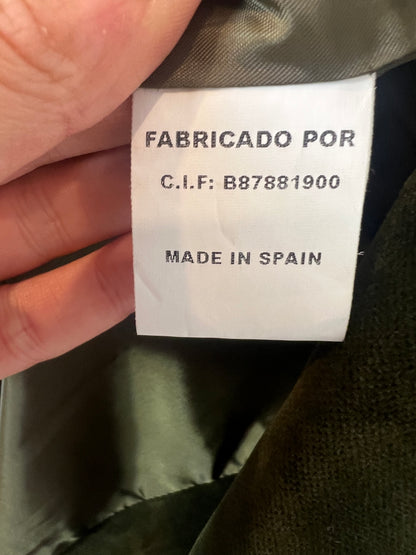 FABRICADO POR
C.I.F: B87881900
MADE IN SPAIN